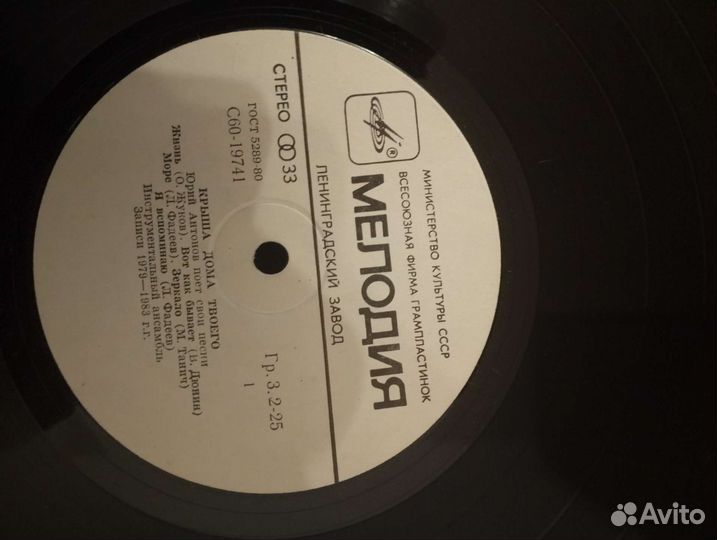 МИНИСТЕРСТВО КУЛЬТУРЫ СССР
ВСЕСОЮЗНАЯ ФИРМА ГРАМПЛАСТИНОК
®
МЕЛОДИЯ
ЛЕНИНГРАДСКИЙ ЗАВОД
СТЕРЕО 33
ГОСТ 5289-80
С60-19741
Гр. 3. 2-25
1
КРЫША ДОМА ТВОЕГО
Юрий Антонов поет свои песни
Жизнь (О. Жуков). Вот как бывает (В. Дюнин)
Море (Л. Фадеев). Зеркало (М. Танич)
Я вспоминаю (Л. Фадеев)
Инструментальный ансамбль
Записи 1979—1983 г.г.
Avito